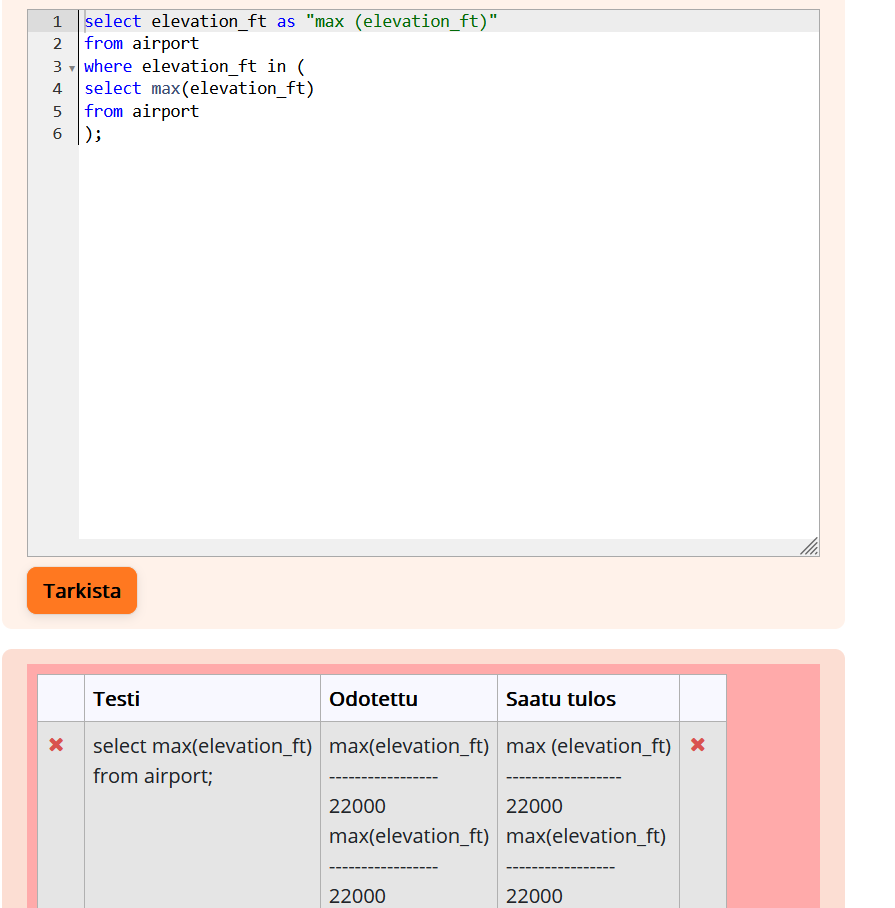 1 select elevation_ft as "max (elevation_ft)"
2 from airport
3 where elevation_ft in (
4 select max(elevation_ft)
5 from airport
6 );
Tarkista
Testi Odotettu Saatu tulos
select max(elevation_ft) max(elevation_ft) max (elevation_ft)
from airport; ----------------- ------------------
22000 22000
max(elevation_ft) max(elevation_ft)
----------------- -----------------
22000 22000